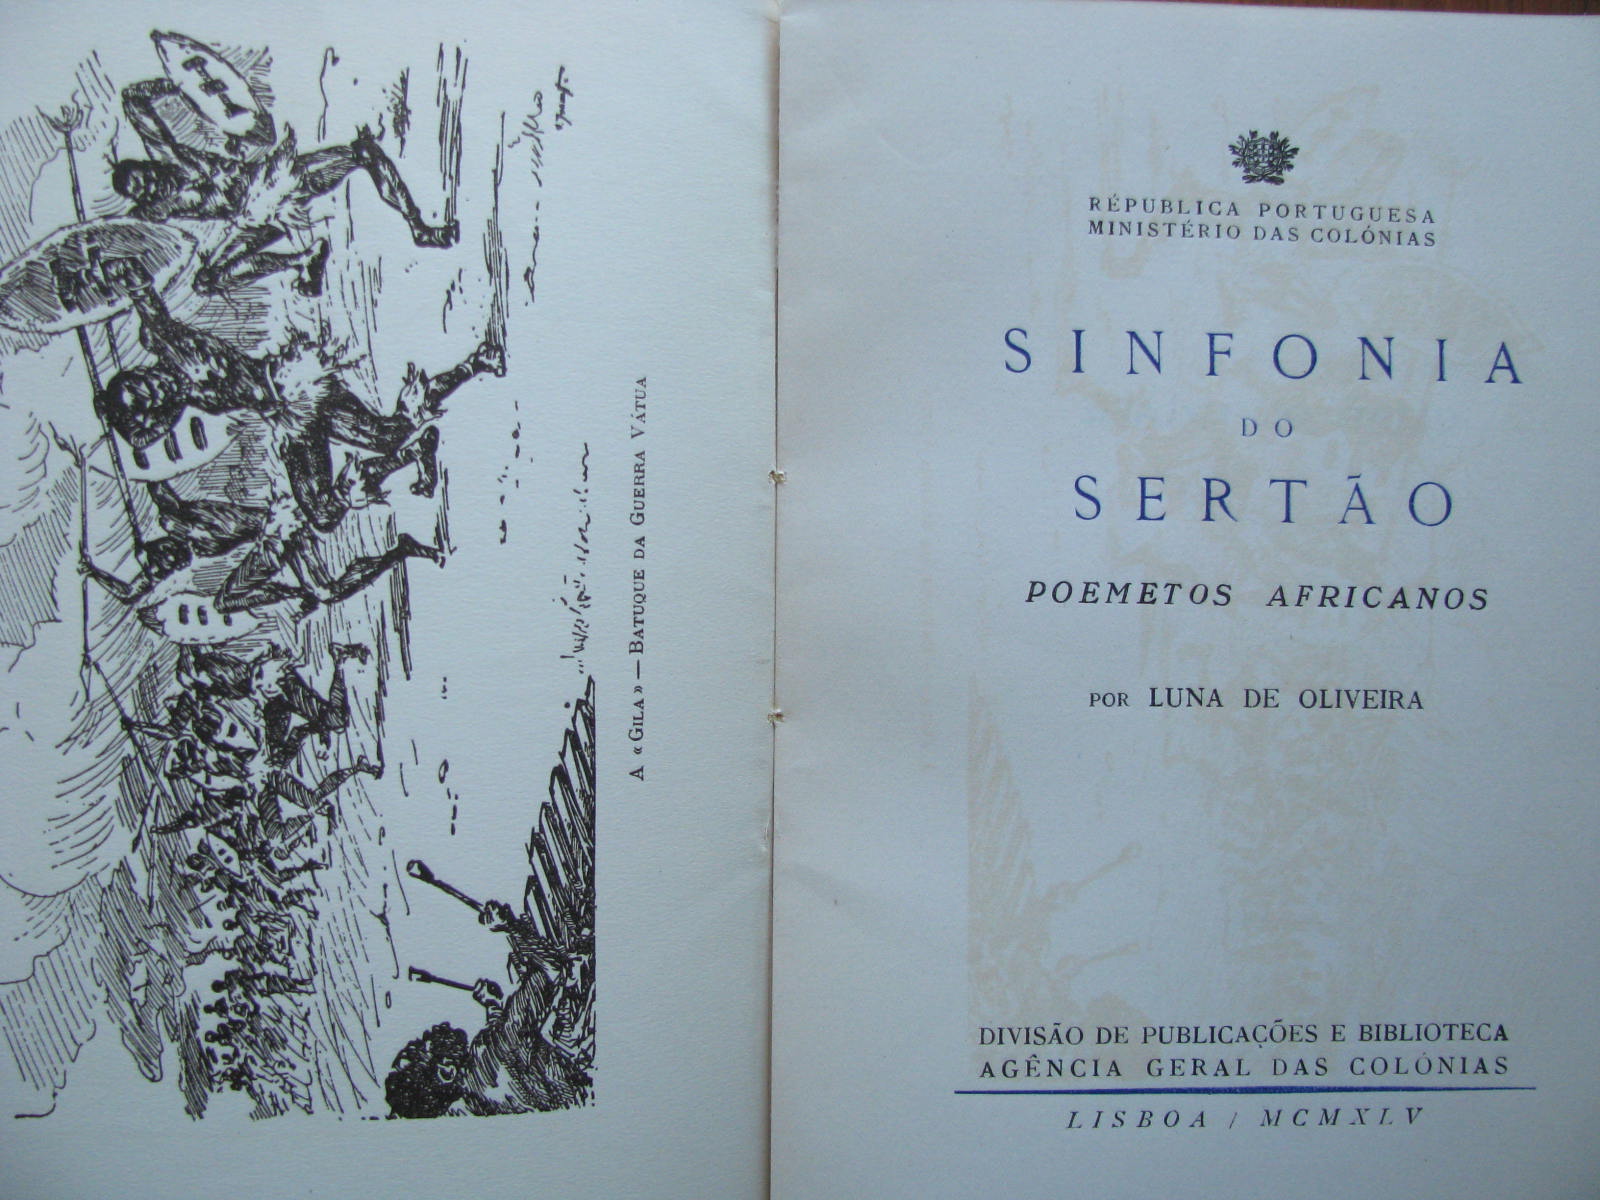 A «GILA» — BATUQUE DA GUERRA VÁTUA
RÉPUBLICA PORTUGUESA
MINISTÉRIO DAS COLÓNIAS
SINFONIA
DO
SERTÃO
POEMETOS AFRICANOS
POR LUNA DE OLIVEIRA
DIVISÃO DE PUBLICAÇÕES E BIBLIOTECA
AGÊNCIA GERAL DAS COLÓNIAS
LISBOA / MCMXLV